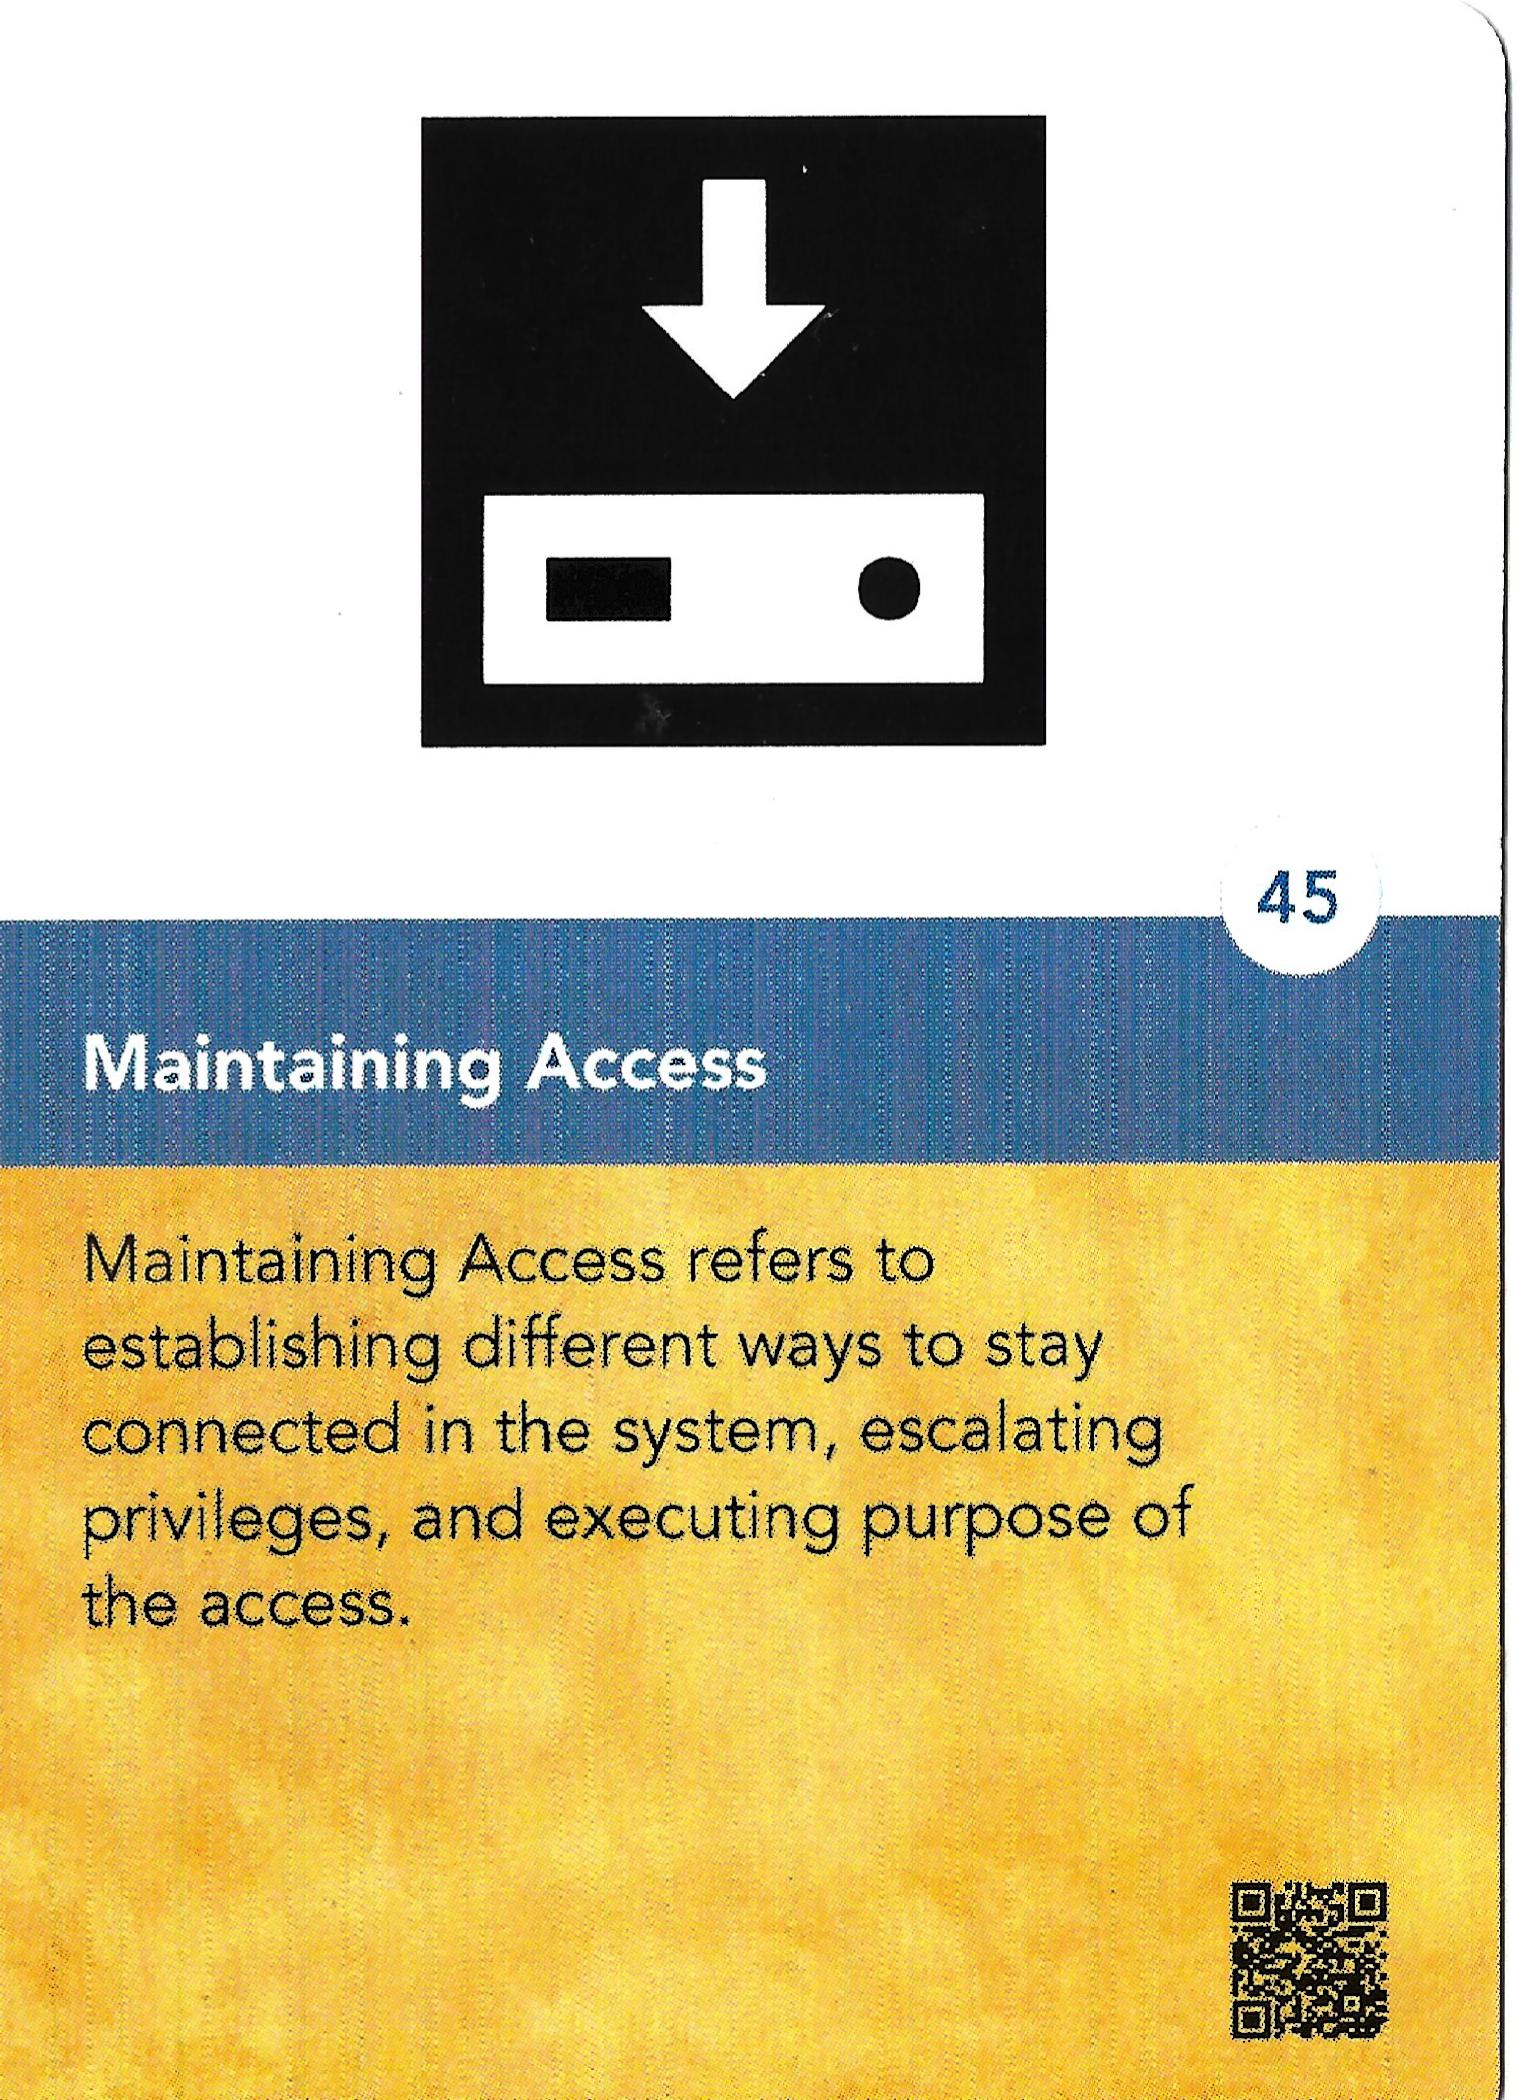 45
Maintaining Access
Maintaining Access refers to
establishing different ways to stay
connected in the system, escalating
privileges, and executing purpose of
the access.